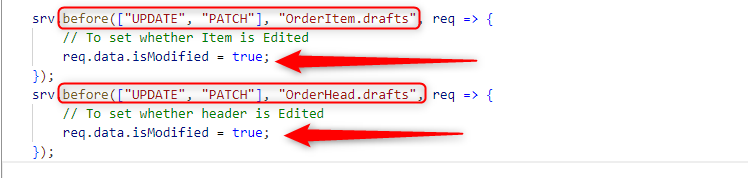 srv.before(["UPDATE", "PATCH"], "OrderItem.drafts", req => {
// To set whether Item is Edited
req.data.isModified = true;
});
srv.before(["UPDATE", "PATCH"], "OrderHead.drafts", req => {
// To set whether header is Edited
req.data.isModified = true;
});